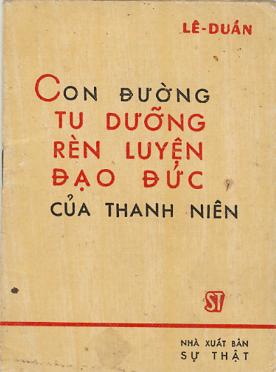 LÊ-DUẨN
CON ĐƯỜNG
TU DƯỠNG
RÈN LUYỆN
ĐẠO ĐỨC
CỦA THANH NIÊN
ST
NHÀ XUẤT BẢN
SỰ THẬT